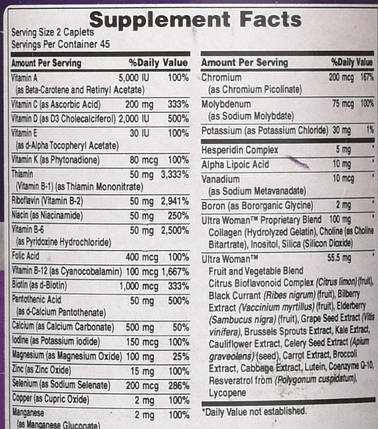 Supplement Facts
Serving Size 2 Caplets
Servings Per Container 45
Amount Per Serving %Daily Value
Vitamin A 5,000 IU 100%
(as Beta-Carotene and Retinyl Acetate)
Vitamin C (as Ascorbic Acid) 200 mg 333%
Vitamin D (as D3 Cholecalciferol) 2,000 IU 500%
Vitamin E 30 IU 100%
(as d-Alpha Tocopheryl Acetate)
Vitamin K (as Phytonadione) 80 mcg 100%
Thiamin 50 mg 3,333%
(Vitamin B-1) (as Thiamin Mononitrate)
Riboflavin (Vitamin B-2) 50 mg 2,941%
Niacin (as Niacinamide) 50 mg 250%
Vitamin B-6 50 mg 2,500%
(as Pyridoxine Hydrochloride)
Folic Acid 400 mcg 100%
Vitamin B-12 (as Cyanocobalamin) 100 mcg 1,667%
Biotin (as d-Biotin) 1,000 mcg 333%
Pantothenic Acid 50 mg 500%
(as d-Calcium Pantothenate)
Calcium (as Calcium Carbonate) 500 mg 50%
Iodine (as Potassium Iodide) 150 mcg 100%
Magnesium (as Magnesium Oxide) 100 mg 25%
Zinc (as Zinc Oxide) 15 mg 100%
Selenium (as Sodium Selenate) 200 mcg 286%
Copper (as Cupric Oxide) 2 mg 100%
Manganese 2 mg 100%
(as Manganese Gluconate)
Amount Per Serving %Daily Value
Chromium 200 mcg 167%
(as Chromium Picolinate)
Molybdenum 75 mcg 100%
(as Sodium Molybdate)
Potassium (as Potassium Chloride) 30 mg 1%
Hesperidin Complex 5 mg *
Alpha Lipoic Acid 10 mg *
Vanadium 10 mcg *
(as Sodium Metavanadate)
Boron (as Bororganic Glycine) 2 mg *
Ultra Woman™ Proprietary Blend 100 mg *
Collagen (Hydrolyzed Gelatin), Choline (as Choline
Bitartrate), Inositol, Silica (Silicon Dioxide)
Ultra Woman™ 55.5 mg *
Fruit and Vegetable Blend
Citrus Bioflavonoid Complex (Citrus limon) (fruit),
Black Currant (Ribes nigrum) (fruit), Bilberry
Extract (Vaccinium myrtillus) (fruit), Elderberry
(Sambucus nigra) (fruit), Grape Seed Extract (Vitis
vinifera), Brussels Sprouts Extract, Kale Extract,
Cauliflower Extract, Celery Seed Extract (Apium
graveolens) (seed), Carrot Extract, Broccoli
Extract, Cabbage Extract, Lutein, Coenzyme Q-10,
Resveratrol from (Polygonum cuspidatum),
Lycopene
*Daily Value not established.